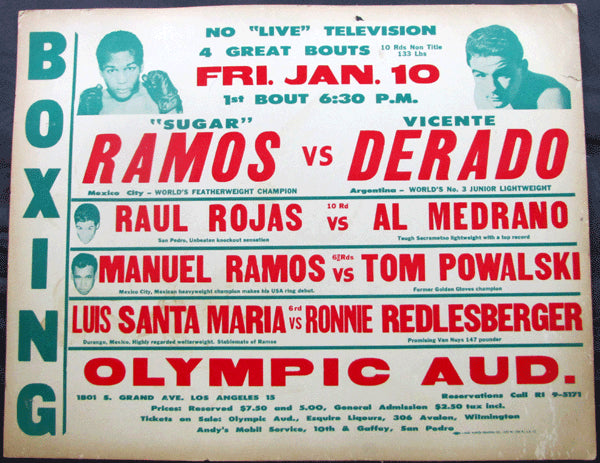 BOXING
NO "LIVE" TELEVISION
4 GREAT BOUTS 10 Rds Non Title 133 Lbs
FRI. JAN. 10
1st BOUT 6:30 P.M.
"SUGAR" RAMOS vs VICENTE DERADO
Mexico City - WORLD'S FEATHERWEIGHT CHAMPION
Argentina - WORLD'S No. 3 JUNIOR LIGHTWEIGHT
RAUL ROJAS 10 Rd vs AL MEDRANO
San Pedro, Unbeaten knockout sensation
Tough Sacrametno lightweight with a top record
MANUEL RAMOS Rds vs TOM POWALSKI
Mexico City, Mexican heavyweight champion makes his USA ring debut.
Former Golden Gloves champion
LUIS SANTA MARIA 6 rd vs RONNIE REDLESBERGER
Durango, Mexico, Highly regarded welterweight. Stablemate of Ramos
Promising Van Nuys 147 pounder
OLYMPIC AUD.
1801 S. GRAND AVE. LOS ANGELES 15
Reservations Call RI 9-5171
Prices: Reserved $7.50 and 5.00, General Admission $2.50 tax incl.
Tickets on Sale: Olympic Aud., Esquire Liquors, 306 Avalon, Wilmington
Andy's Mobil Service, 10th & Gaffey, San Pedro